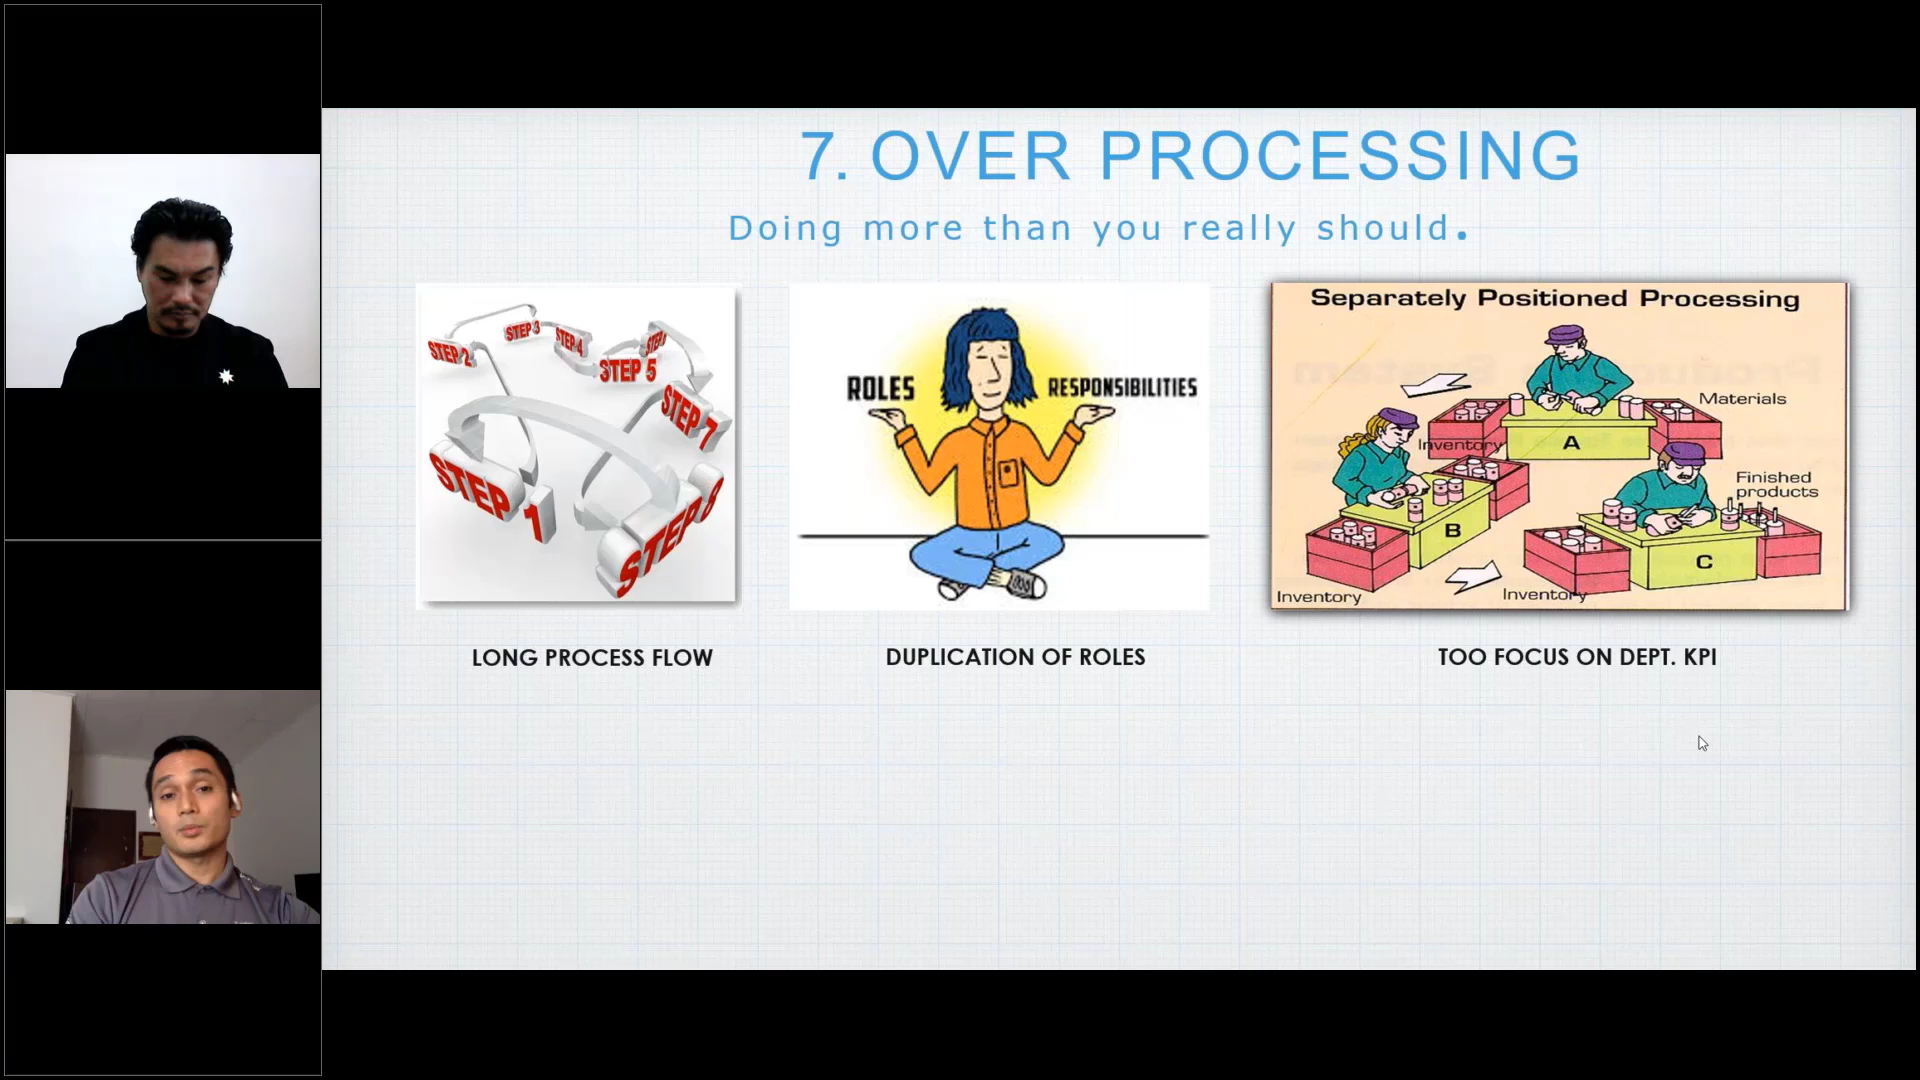 7. OVER PROCESSING
Doing more than you really should.
STEP 1
STEP 2
STEP 3
STEP 4
STEP 5
STEP 7
STEP 8
ROLES
RESPONSIBILITIES
Separately Positioned Processing
Materials
A
Inventory
Finished
products
B
C
Inventory
Inventory
LONG PROCESS FLOW
DUPLICATION OF ROLES
TOO FOCUS ON DEPT. KPI